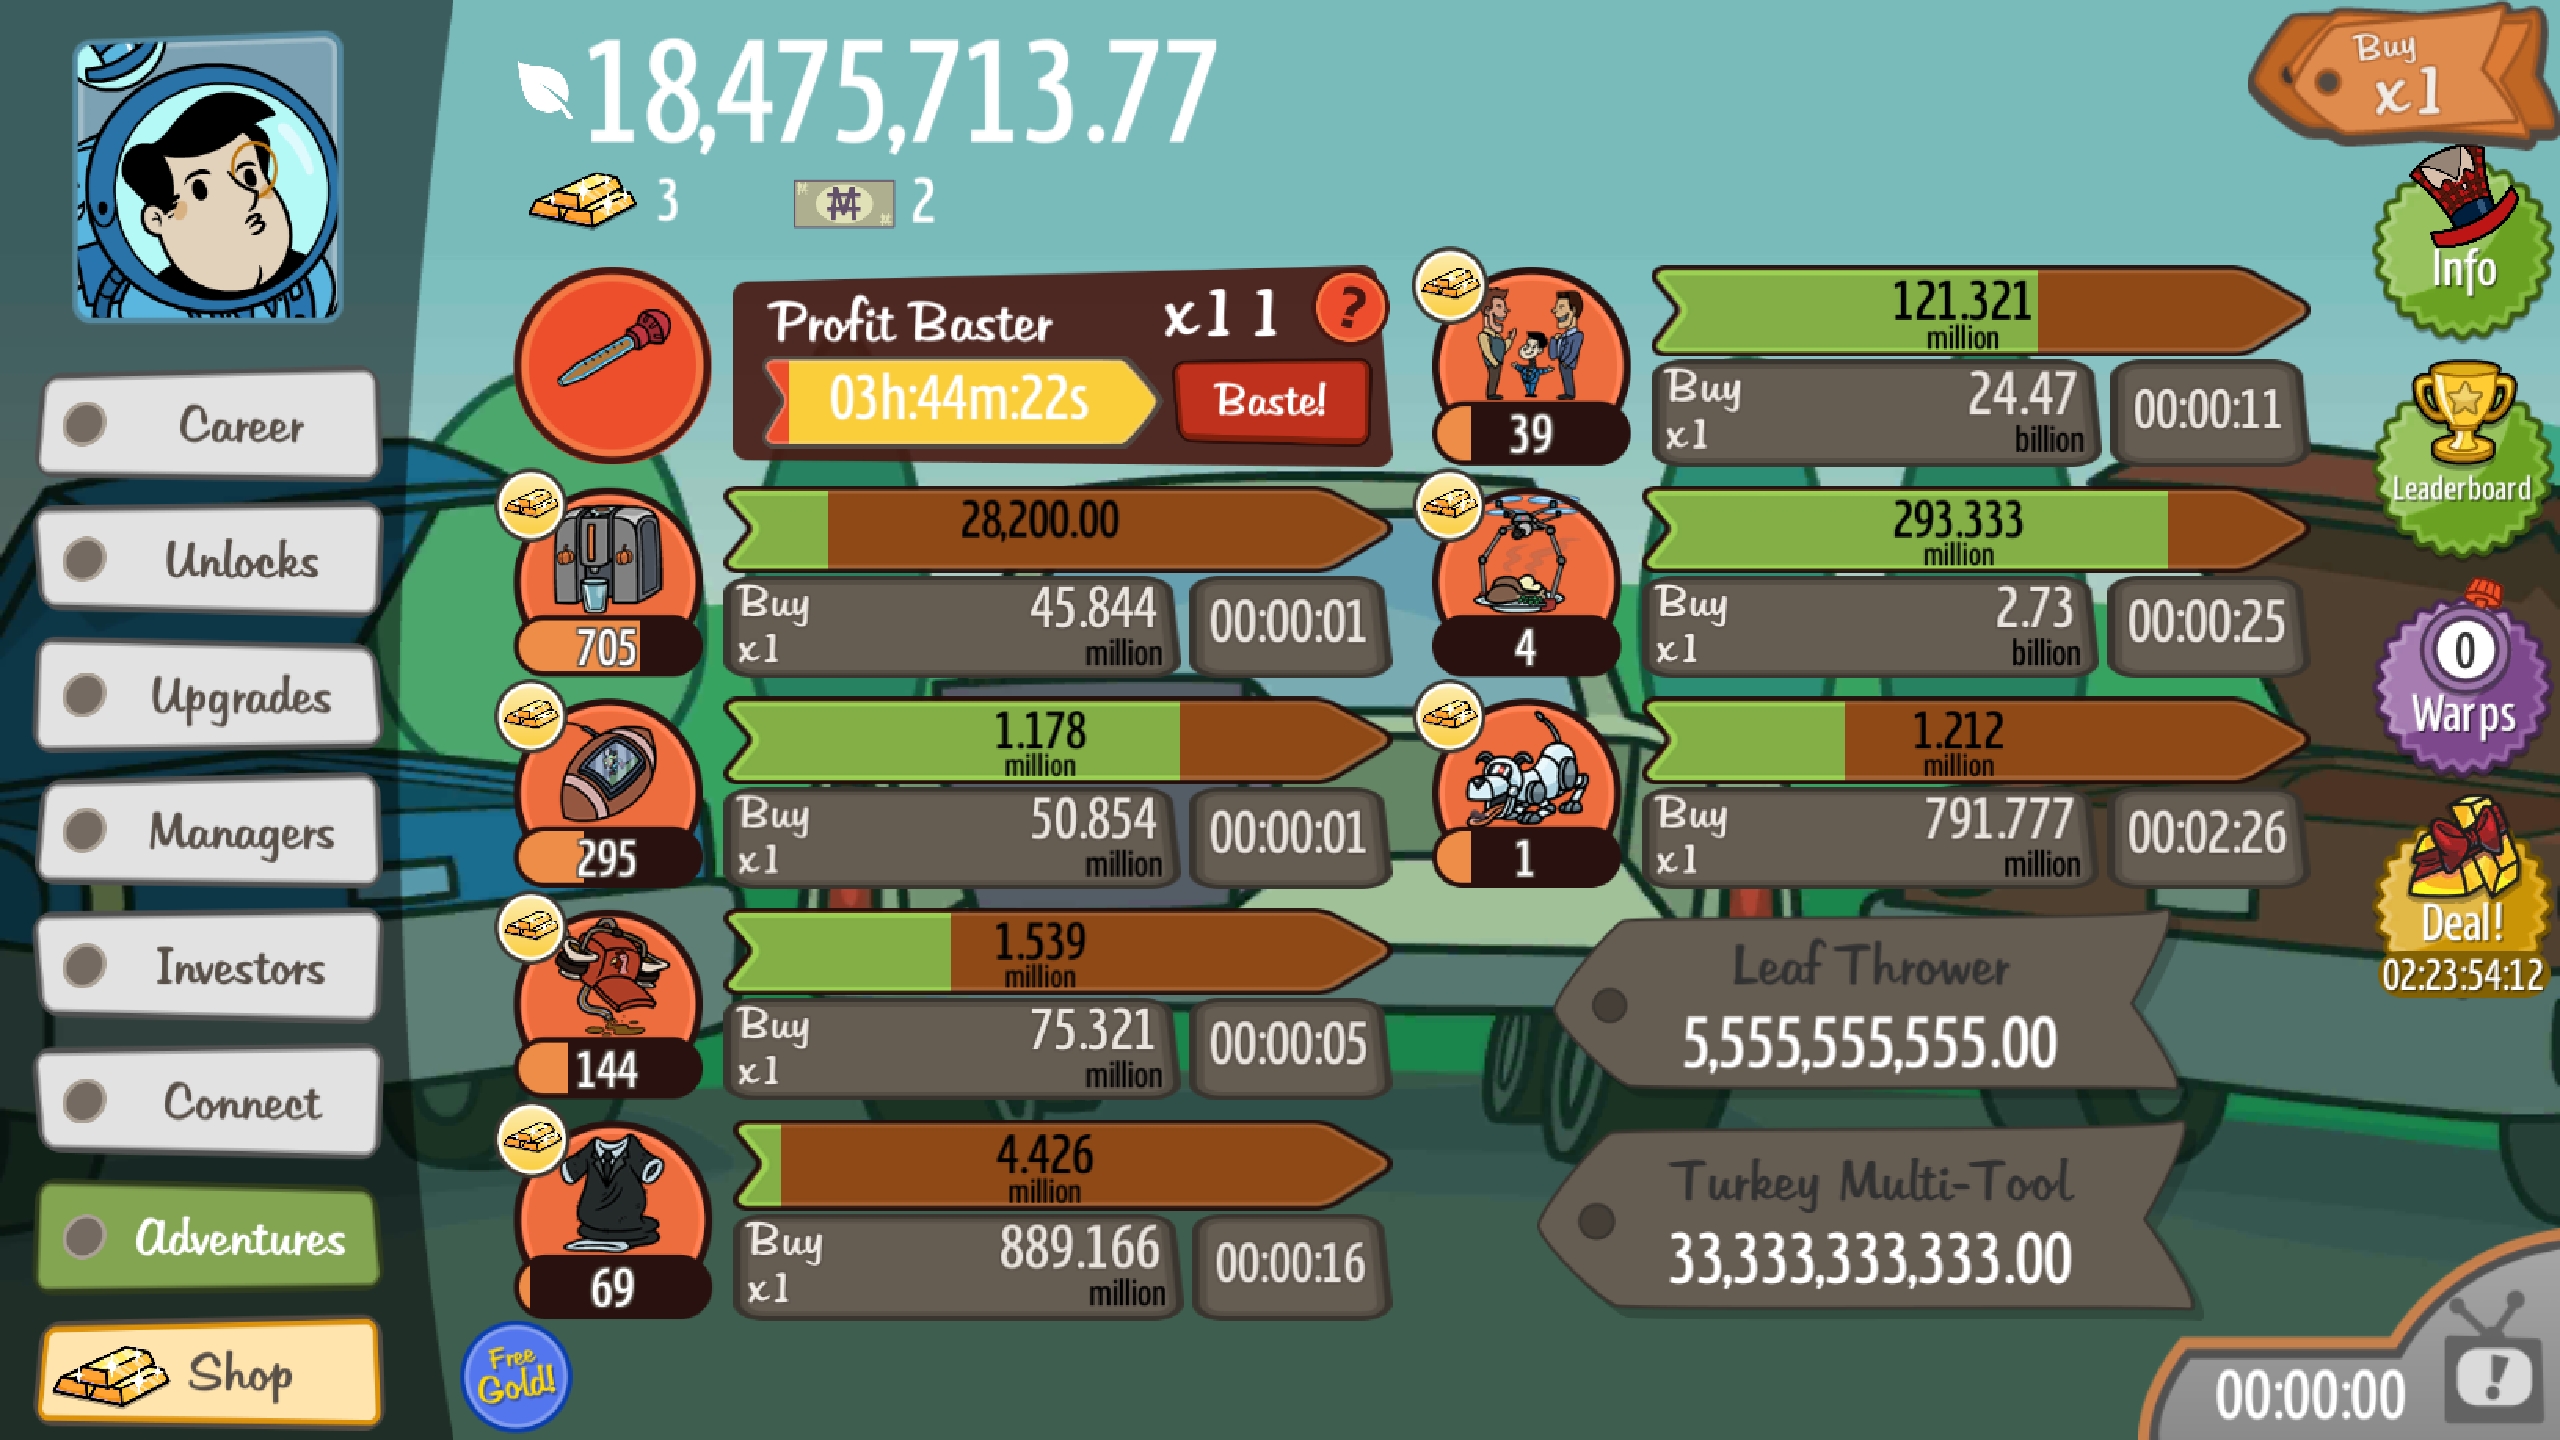 18,475,713.77
3
2
Buy
x1
Career
Unlocks
Upgrades
Managers
Investors
Connect
Adventures
Shop
Profit Baster
x11
?
03h:44m:22s
Baste!
28,200.00
705
Buy
x1
45.844
million
00:00:01
1.178
million
295
Buy
x1
50.854
million
00:00:01
1.539
million
144
Buy
x1
75.321
million
00:00:05
4.426
million
69
Buy
x1
889.166
million
00:00:16
Free
Gold!
121.321
million
39
Buy
x1
24.47
billion
00:00:11
293.333
million
4
Buy
x1
2.73
billion
00:00:25
1.212
million
1
Buy
x1
791.777
million
00:02:26
Leaf Thrower
5,555,555,555.00
Turkey Multi-Tool
33,333,333,333.00
Info
Leaderboard
0
Warps
Deal!
02:23:54:12
00:00:00
!